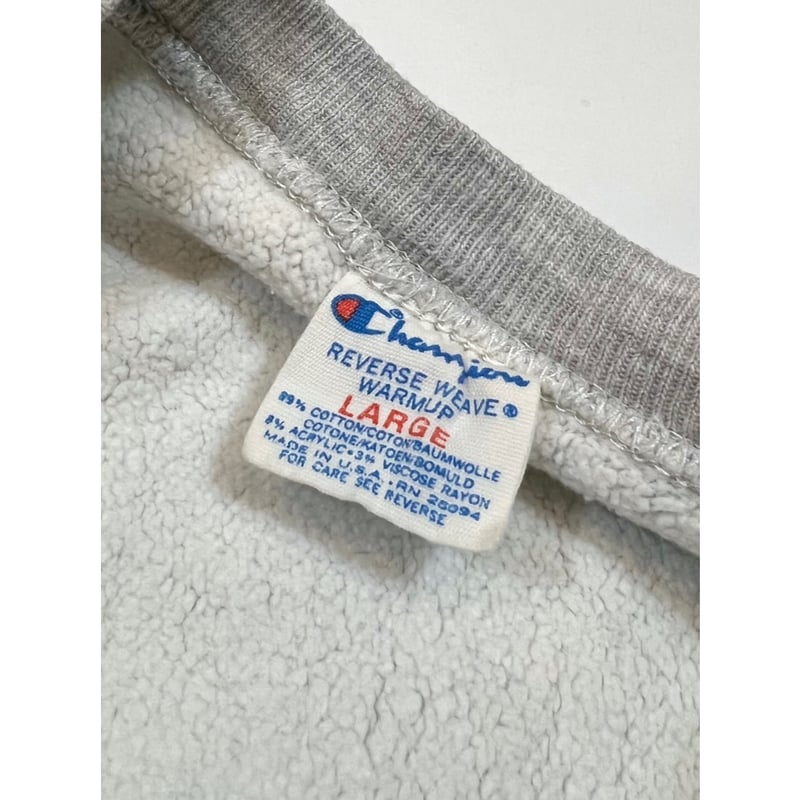 Champion®
REVERSE WEAVE®
WARMUP
LARGE
89% COTTON/COTON/BAUMWOLLE
COTONE/KATOEN/BOMULD
8% ACRYLIC•3% VISCOSE RAYON
MADE IN U.S.A. RN 26094
FOR CARE SEE REVERSE